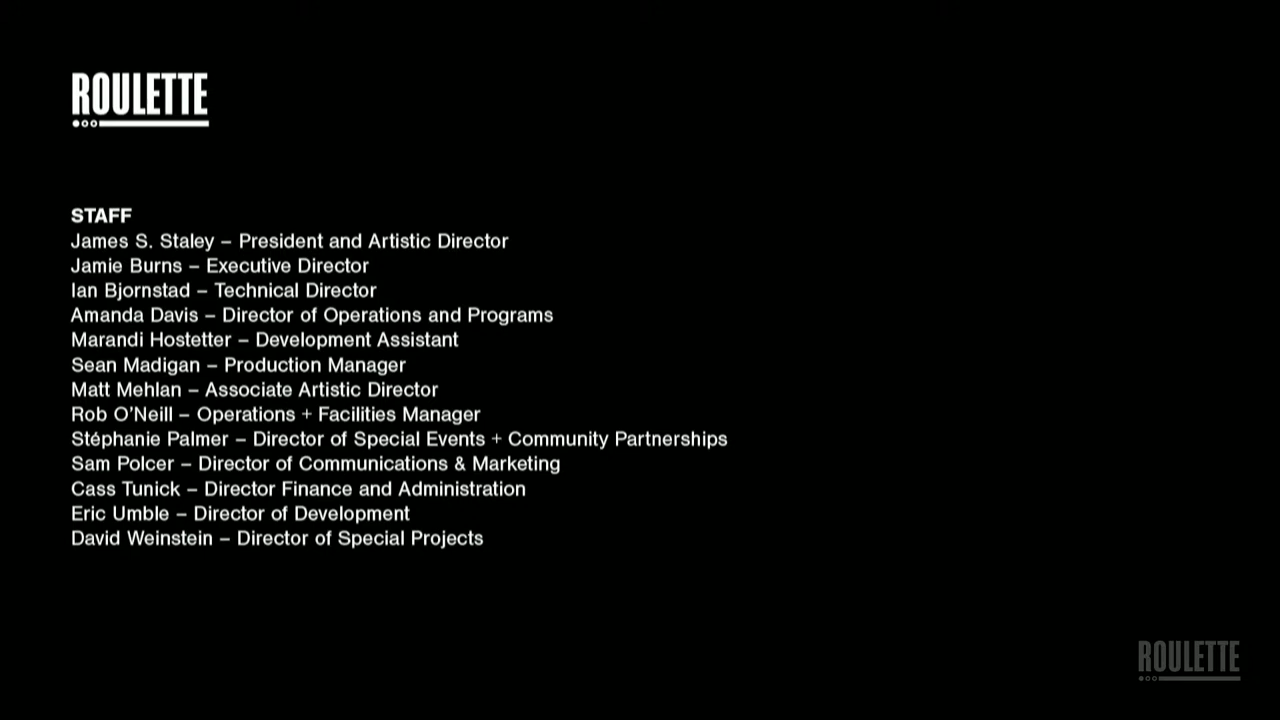 ROULETTE
STAFF
James S. Staley – President and Artistic Director
Jamie Burns – Executive Director
Ian Bjornstad – Technical Director
Amanda Davis – Director of Operations and Programs
Marandi Hostetter – Development Assistant
Sean Madigan – Production Manager
Matt Mehlan – Associate Artistic Director
Rob O’Neill – Operations + Facilities Manager
Stéphanie Palmer – Director of Special Events + Community Partnerships
Sam Polcer – Director of Communications & Marketing
Cass Tunick – Director Finance and Administration
Eric Umble – Director of Development
David Weinstein – Director of Special Projects
ROULETTE